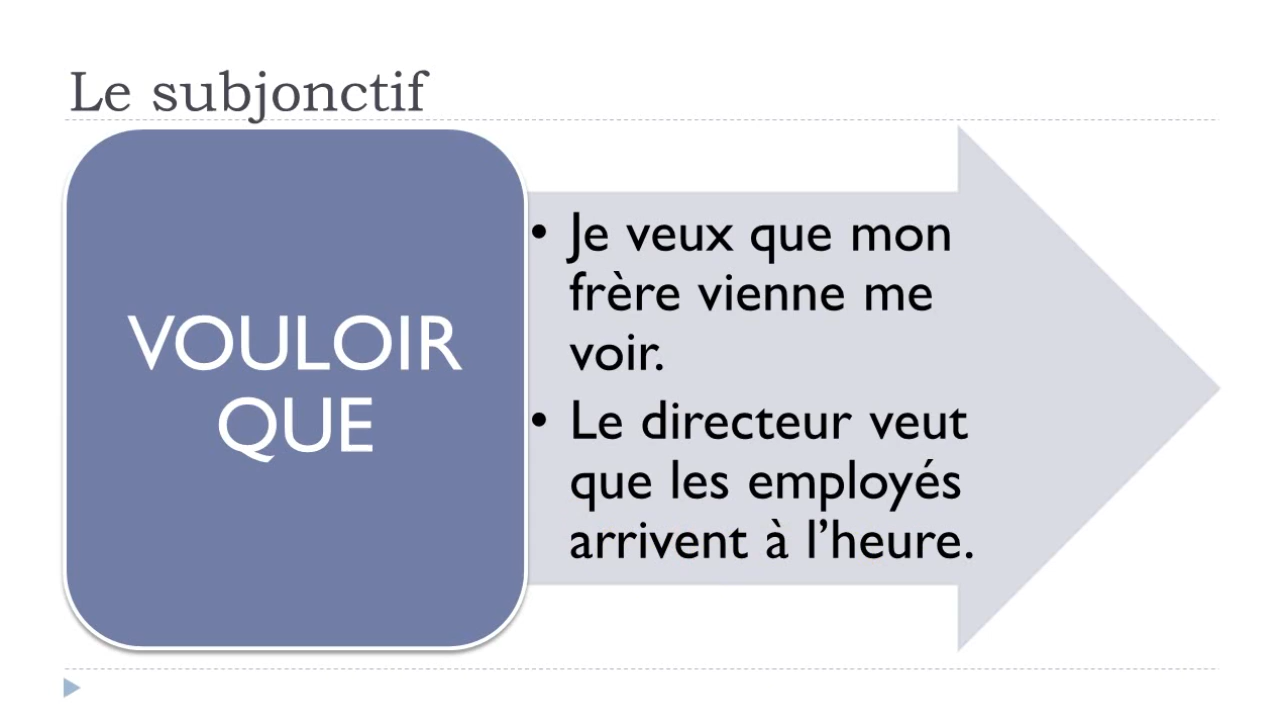 Le subjonctif
VOULOIR
QUE
• Je veux que mon
frère vienne me
voir.
• Le directeur veut
que les employés
arrivent à l’heure.